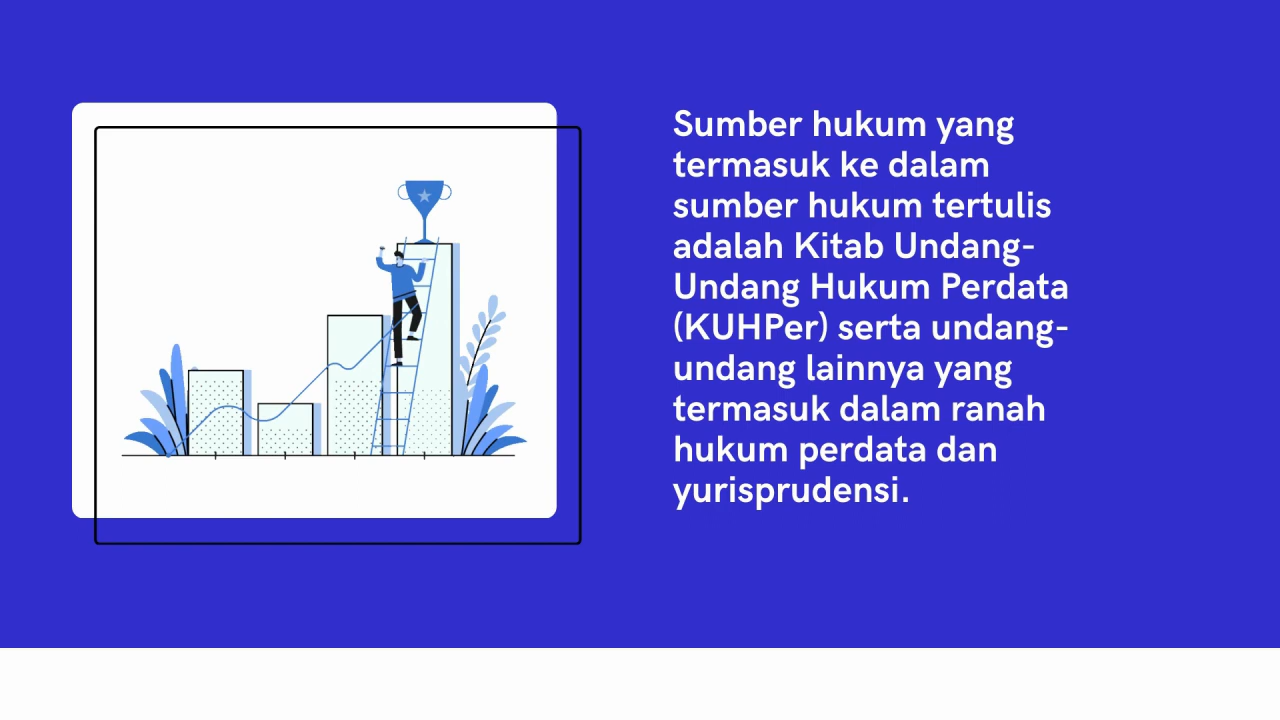 Sumber hukum yang
termasuk ke dalam
sumber hukum tertulis
adalah Kitab Undang-
Undang Hukum Perdata
(KUHPer) serta undang-
undang lainnya yang
termasuk dalam ranah
hukum perdata dan
yurisprudensi.